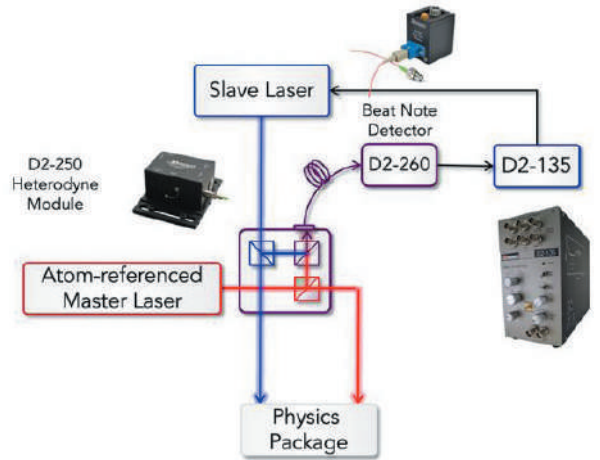 Slave Laser
Beat Note
Detector
D2-250
Heterodyne
Module
D2-260
D2-135
Atom-referenced
Master Laser
Physics
Package